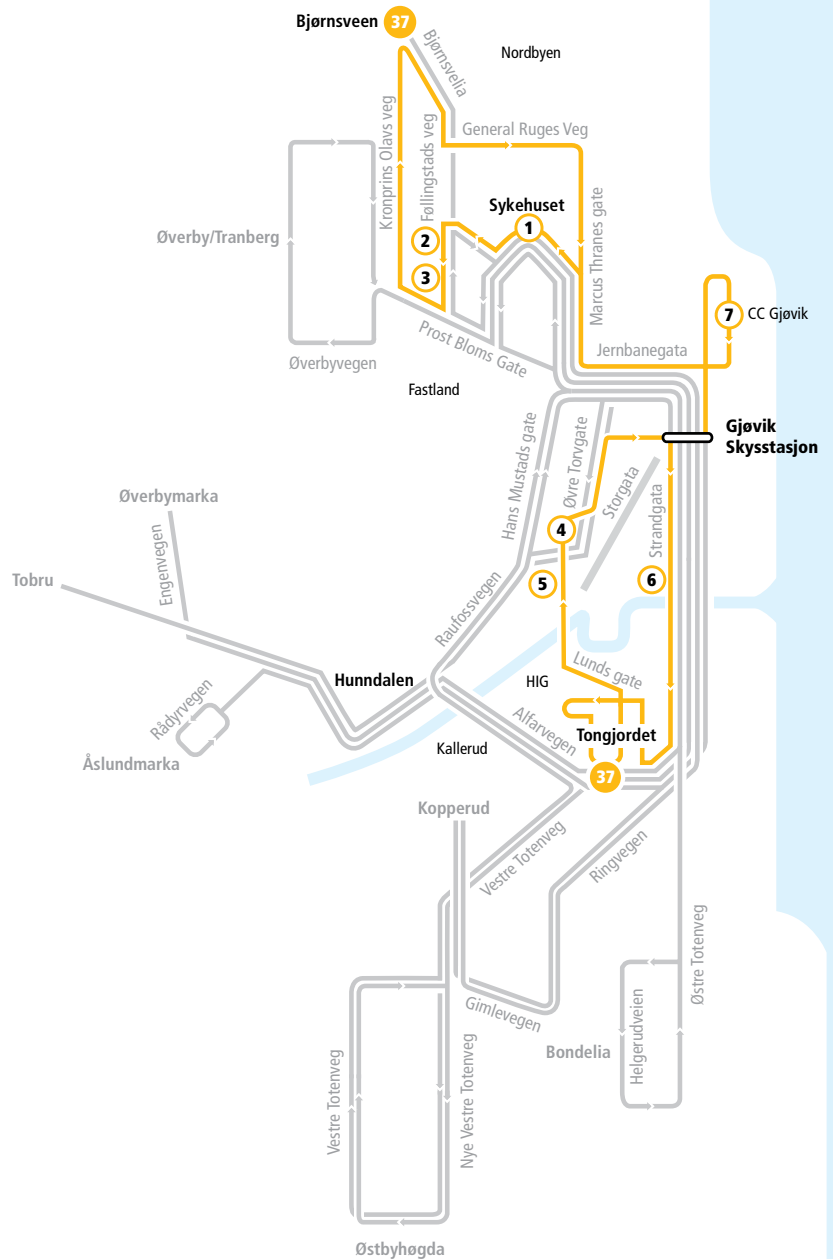 Bjørnsveen
37
Bjørnsvelia
Nordbyen
General Ruges Veg
Kronprins Olavs veg
Føllingstads veg
Sykehuset
1
2
3
Øverby/Tranberg
Marcus Thranes gate
7
CC Gjøvik
Øverbyvegen
Prost Bloms Gate
Jernbanegata
Fastland
Gjøvik
Skysstasjon
Hans Mustads gate
Øvre Torvgate
Storgata
Strandgata
Øverbymarka
Engenvegen
4
5
6
Tobru
Raufossvegen
Lunds gate
Hunndalen
HIG
Rådyrvegen
Alfarvegen
Tongjordet
Kallerud
Åslundmarka
37
Kopperud
Vestre Totenveg
Ringvegen
Østre Totenveg
Gimlevegen
Bondelia
Helgerudveien
Vestre Totenveg
Nye Vestre Totenveg
Østbyhøgda